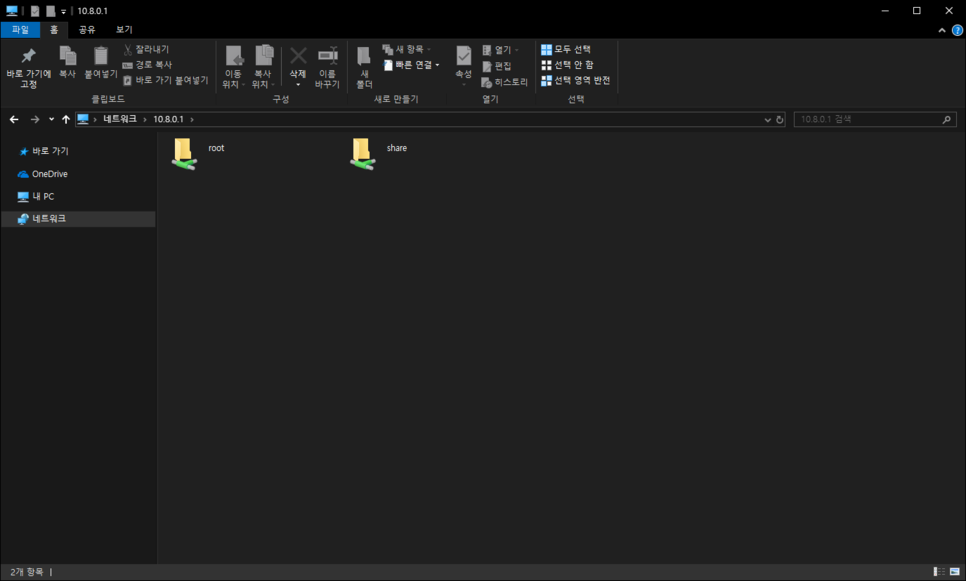 10.8.0.1
파일 홈 공유 보기
바로 가기에 고정
복사
붙여넣기
잘라내기
경로 복사
바로 가기 붙여넣기
클립보드
이동 위치
복사 위치
삭제
이름 바꾸기
구성
새 폴더
새 항목
빠른 연결
새로 만들기
속성
열기
편집
히스토리
열기
모두 선택
선택 안 함
선택 영역 반전
선택
네트워크 > 10.8.0.1 >
10.8.0.1 검색
바로 가기
OneDrive
내 PC
네트워크
root
share
2개 항목